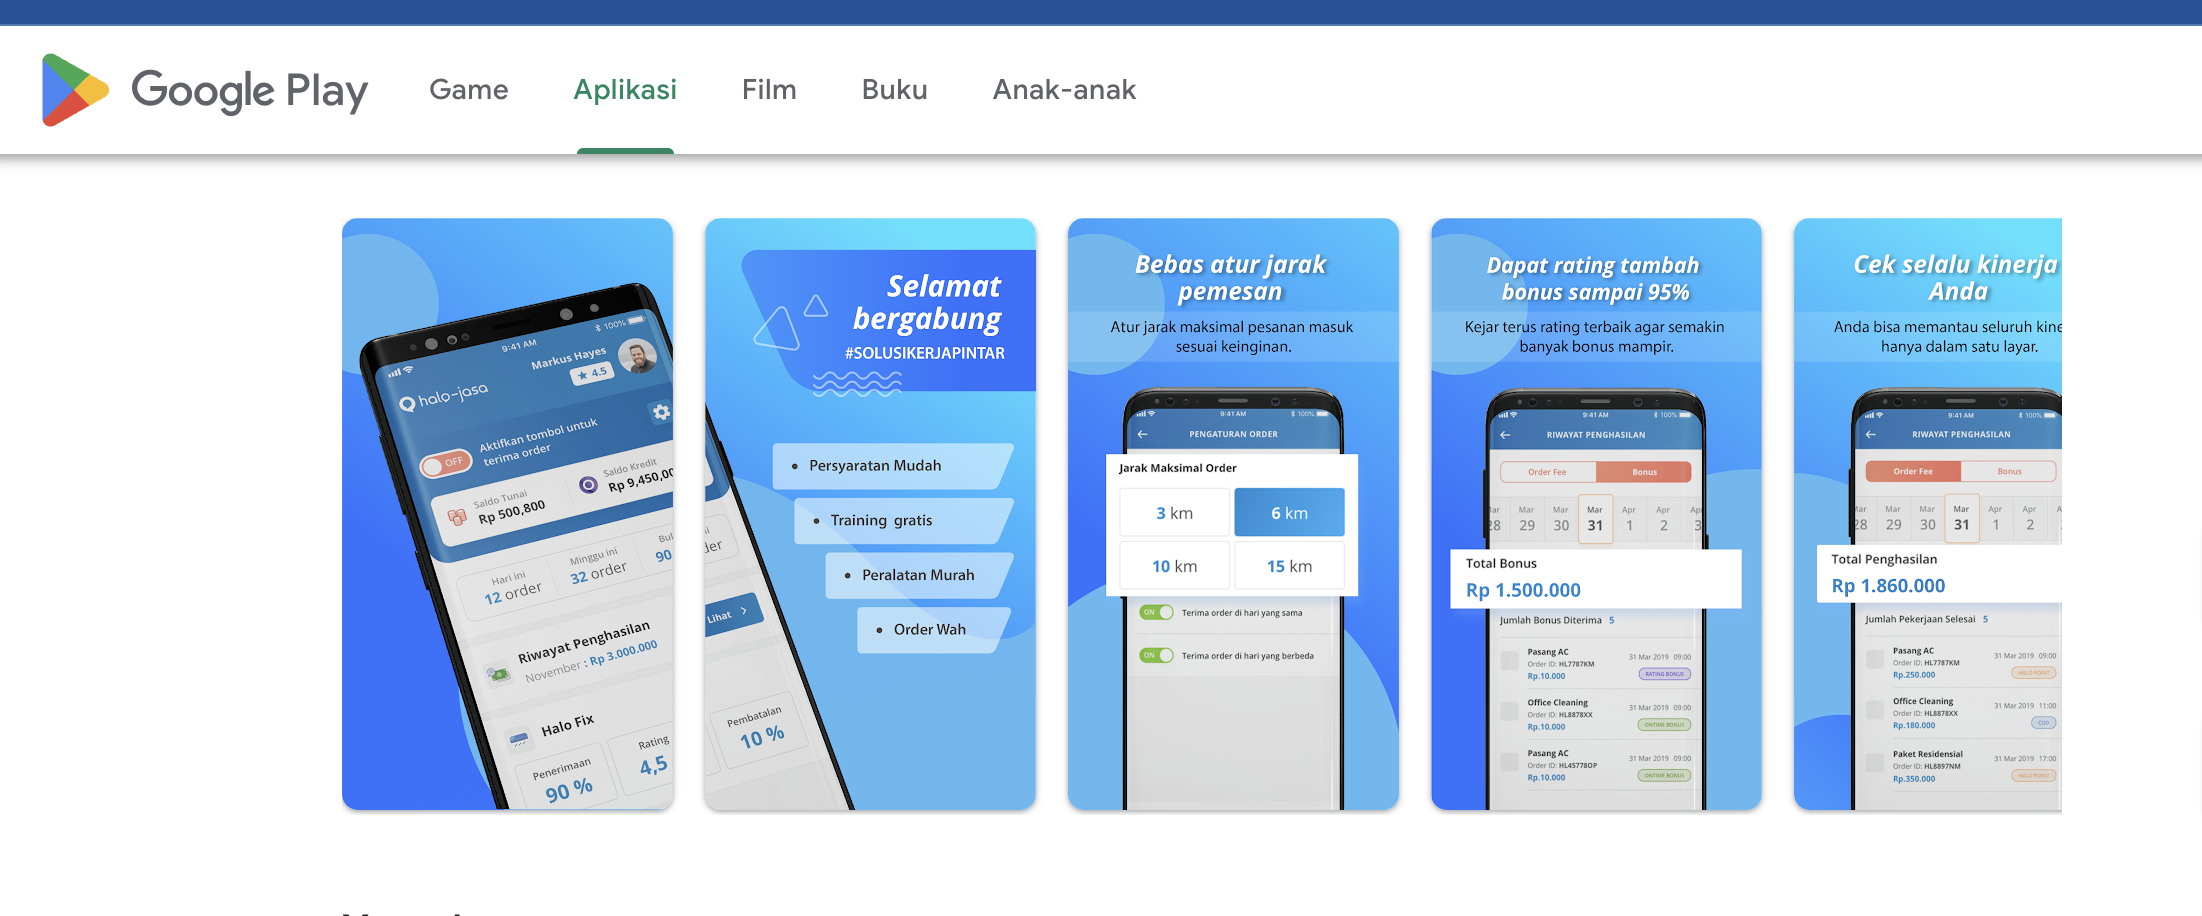 Google Play
Game
Aplikasi
Film
Buku
Anak-anak
9:41 AM
100%
Markus Hayes
4.5
halo-jasa
Aktifkan tombol untuk
terima order
OFF
Saldo Tunai
Rp 500,800
Saldo Kredit
Rp 9,450,00
Hari ini
12 order
Minggu ini
32 order
Bul
90
Riwayat Penghasilan
November : Rp 3.000.000
Halo Fix
Penerimaan
90 %
Rating
4,5
Selamat
bergabung
#SOLUSIKERJAPINTAR
Persyaratan Mudah
Training gratis
Peralatan Murah
Order Wah
der
Lihat
Pembatalan
10 %
Bebas atur jarak
pemesan
Atur jarak maksimal pesanan masuk
sesuai keinginan.
9:41 AM
100%
PENGATURAN ORDER
Jarak Maksimal Order
3 km
6 km
10 km
15 km
ON
Terima order di hari yang sama
ON
Terima order di hari yang berbeda
Dapat rating tambah
bonus sampai 95%
Kejar terus rating terbaik agar semakin
banyak bonus mampir.
9:41 AM
100%
RIWAYAT PENGHASILAN
Order Fee
Bonus
Mar Mar Mar Apr Apr
28 29 30 31 1 2 3
Total Bonus
Rp 1.500.000
Jumlah Bonus Diterima 5
Pasang AC
Order ID: HL7787KM
Rp.10.000
31 Mar 2019 09:00
RATING BONUS
Office Cleaning
Order ID: HL8878XX
Rp.10.000
31 Mar 2019 09:00
ONTIME BONUS
Pasang AC
Order ID: HL45778OP
Rp.10.000
31 Mar 2019 09:00
ONTIME BONUS
Cek selalu kinerja
Anda
Anda bisa memantau seluruh kine
hanya dalam satu layar.
9:41 AM
100%
RIWAYAT PENGHASILAN
Order Fee
Bonus
Mar Mar Mar Apr Apr
28 29 30 31 1 2
Total Penghasilan
Rp 1.860.000
Jumlah Pekerjaan Selesai 5
Pasang AC
Order ID: HL7787KM
Rp.250.000
31 Mar 2019 09:00
HALO POINT
Office Cleaning
Order ID: HL8878XX
Rp.180.000
31 Mar 2019 11:00
COD
Paket Residensial
Order ID: HL8897NM
Rp.350.000
31 Mar 2019 17:00
HALO POINT